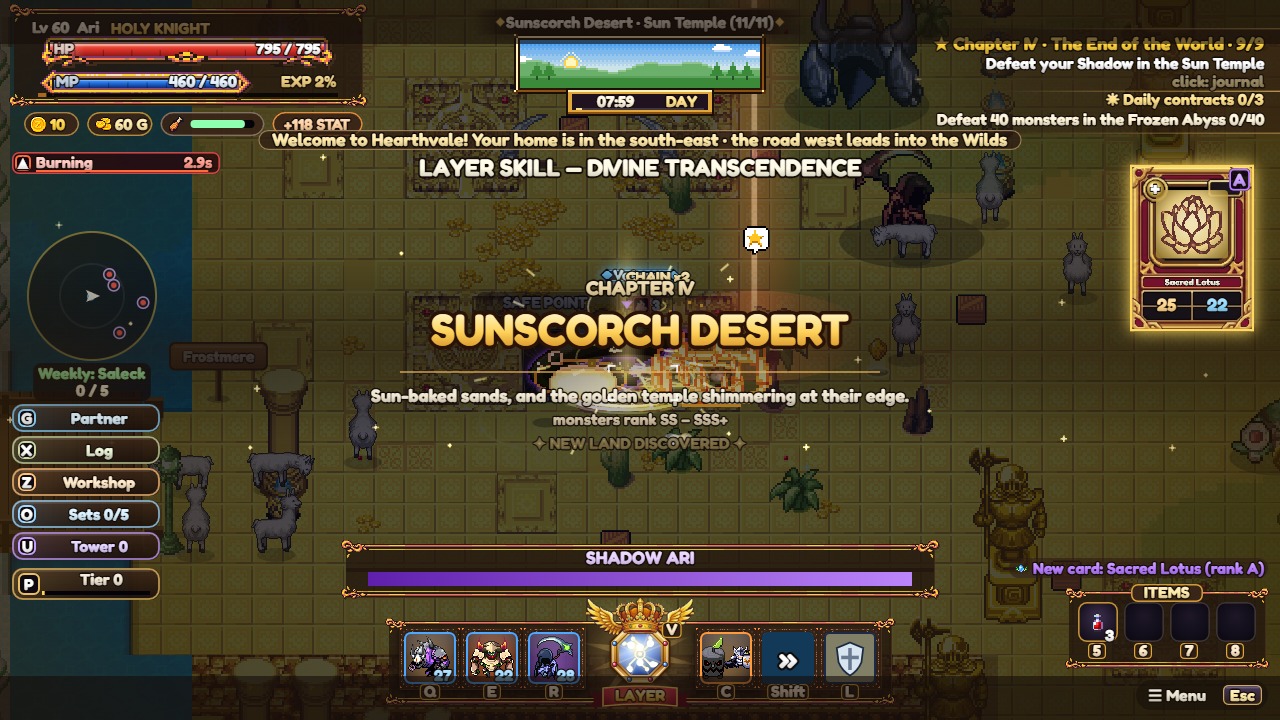 Lv 60 Ari HOLY KNIGHT
HP 795 / 795
MP 460 / 460 EXP 2%
10 60 G +118 STAT
Burning 2.9s
Sunscorch Desert · Sun Temple (11/11)
07:59 DAY
★ Chapter IV · The End of the World · 9/9
Defeat your Shadow in the Sun Temple
click: journal
Daily contracts 0/3
Defeat 40 monsters in the Frozen Abyss 0/40
Welcome to Hearthvale! Your home is in the south-east · the road west leads into the Wilds
LAYER SKILL — DIVINE TRANSCENDENCE
A
Sacred Lotus
25 22
CHAIN x2
CHAPTER IV
SAFE POINT
SUNSCORCH DESERT
Sun-baked sands, and the golden temple shimmering at their edge.
monsters rank SS – SSS+
NEW LAND DISCOVERED
Frostmere
Weekly: Saleck
0 / 5
G Partner
X Log
Z Workshop
O Sets 0/5
U Tower 0
P Tier 0
SHADOW ARI
New card: Sacred Lotus (rank A)
ITEMS
3
5 6 7 8
27 22 28 V
Q E R LAYER C Shift L
Menu Esc